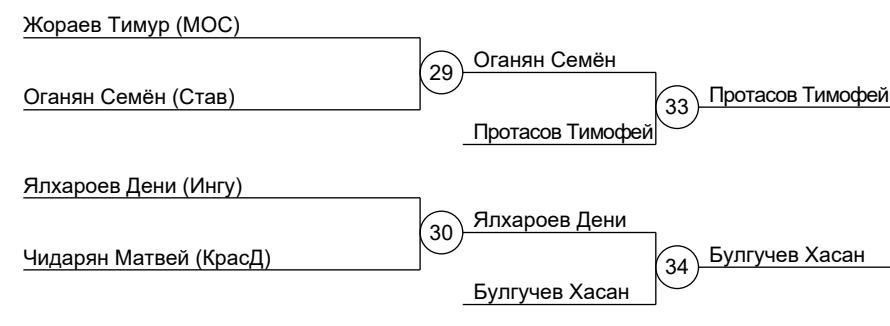 Жораев Тимур (МОС)
29
Оганян Семён
Оганян Семён (Став)
33
Протасов Тимофей
Протасов Тимофей
Ялхароев Дени (Ингу)
30
Ялхароев Дени
Чидарян Матвей (КрасД)
34
Булгучев Хасан
Булгучев Хасан